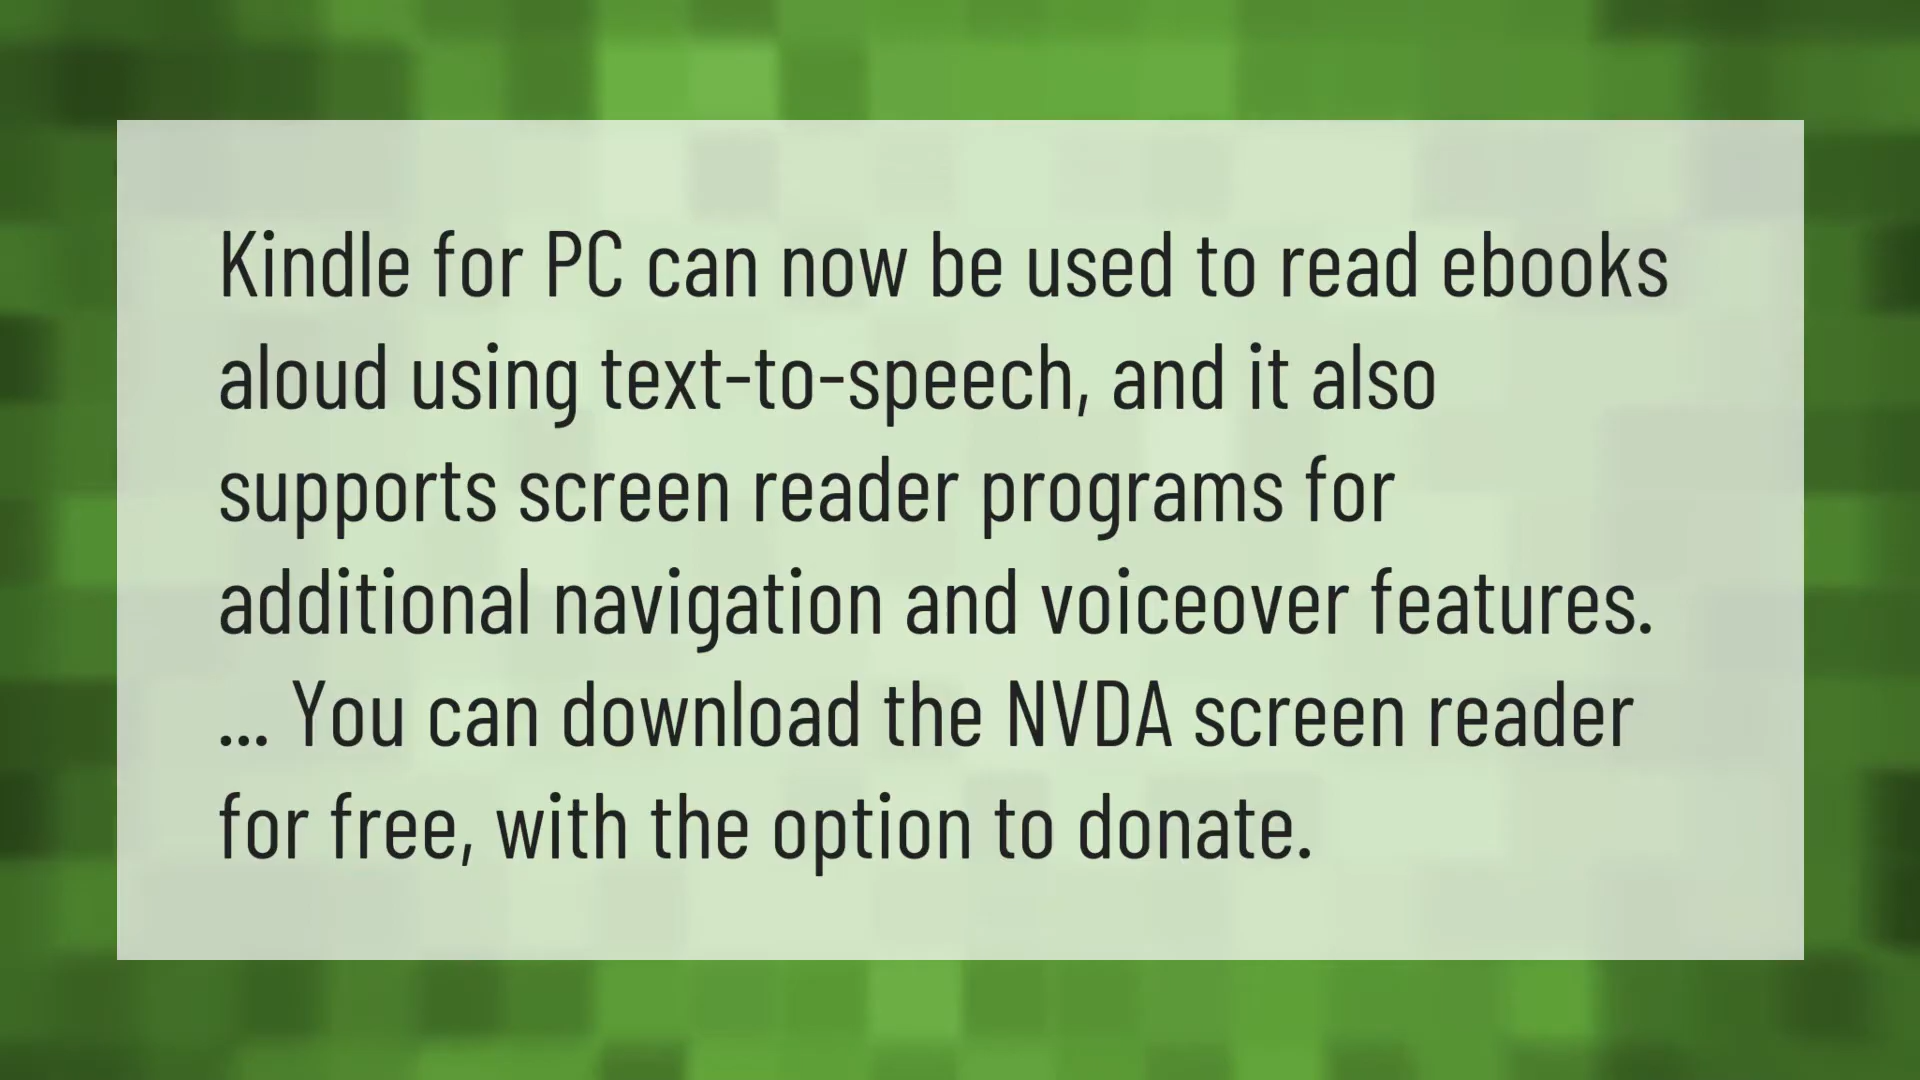 Kindle for PC can now be used to read ebooks
aloud using text-to-speech, and it also
supports screen reader programs for
additional navigation and voiceover features.
... You can download the NVDA screen reader
for free, with the option to donate.